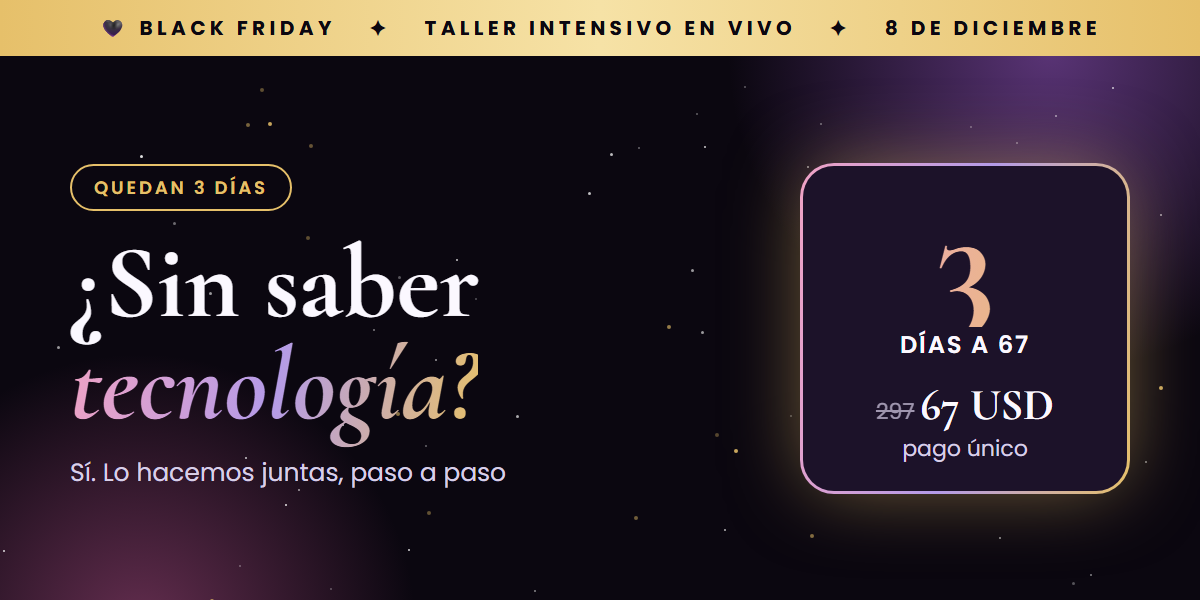 🖤 BLACK FRIDAY ✦ TALLER INTENSIVO EN VIVO ✦ 8 DE DICIEMBRE
QUEDAN 3 DÍAS
¿Sin saber
tecnología?
Sí. Lo hacemos juntas, paso a paso
3
DÍAS A 67
297 67 USD
pago único